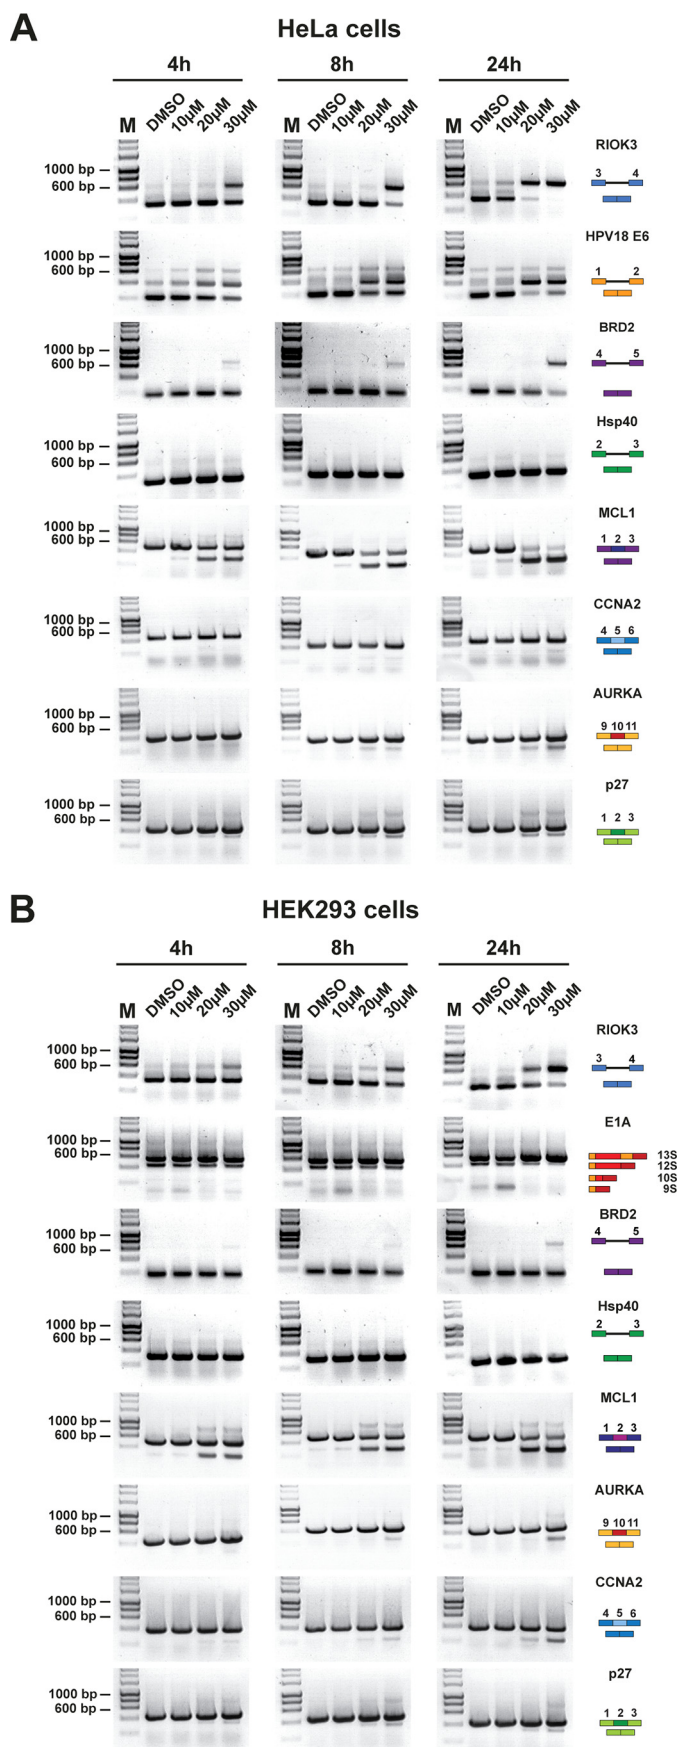 A
HeLa cells
4h 8h 24h
M DMSO 10µM 20µM 30µM M DMSO 10µM 20µM 30µM M DMSO 10µM 20µM 30µM
RIOK3
1000 bp
600 bp
3 4
HPV18 E6
1000 bp
600 bp
1 2
BRD2
1000 bp
600 bp
4 5
Hsp40
1000 bp
600 bp
2 3
MCL1
1000 bp
600 bp
1 2 3
CCNA2
1000 bp
600 bp
4 5 6
AURKA
1000 bp
600 bp
9 10 11
p27
1000 bp
600 bp
1 2 3
B
HEK293 cells
4h 8h 24h
M DMSO 10µM 20µM 30µM M DMSO 10µM 20µM 30µM M DMSO 10µM 20µM 30µM
RIOK3
1000 bp
600 bp
3 4
E1A
1000 bp
600 bp
13S
12S
10S
9S
BRD2
1000 bp
600 bp
4 5
Hsp40
1000 bp
600 bp
2 3
MCL1
1000 bp
600 bp
1 2 3
AURKA
1000 bp
600 bp
9 10 11
CCNA2
1000 bp
600 bp
4 5 6
p27
1000 bp
600 bp
1 2 3